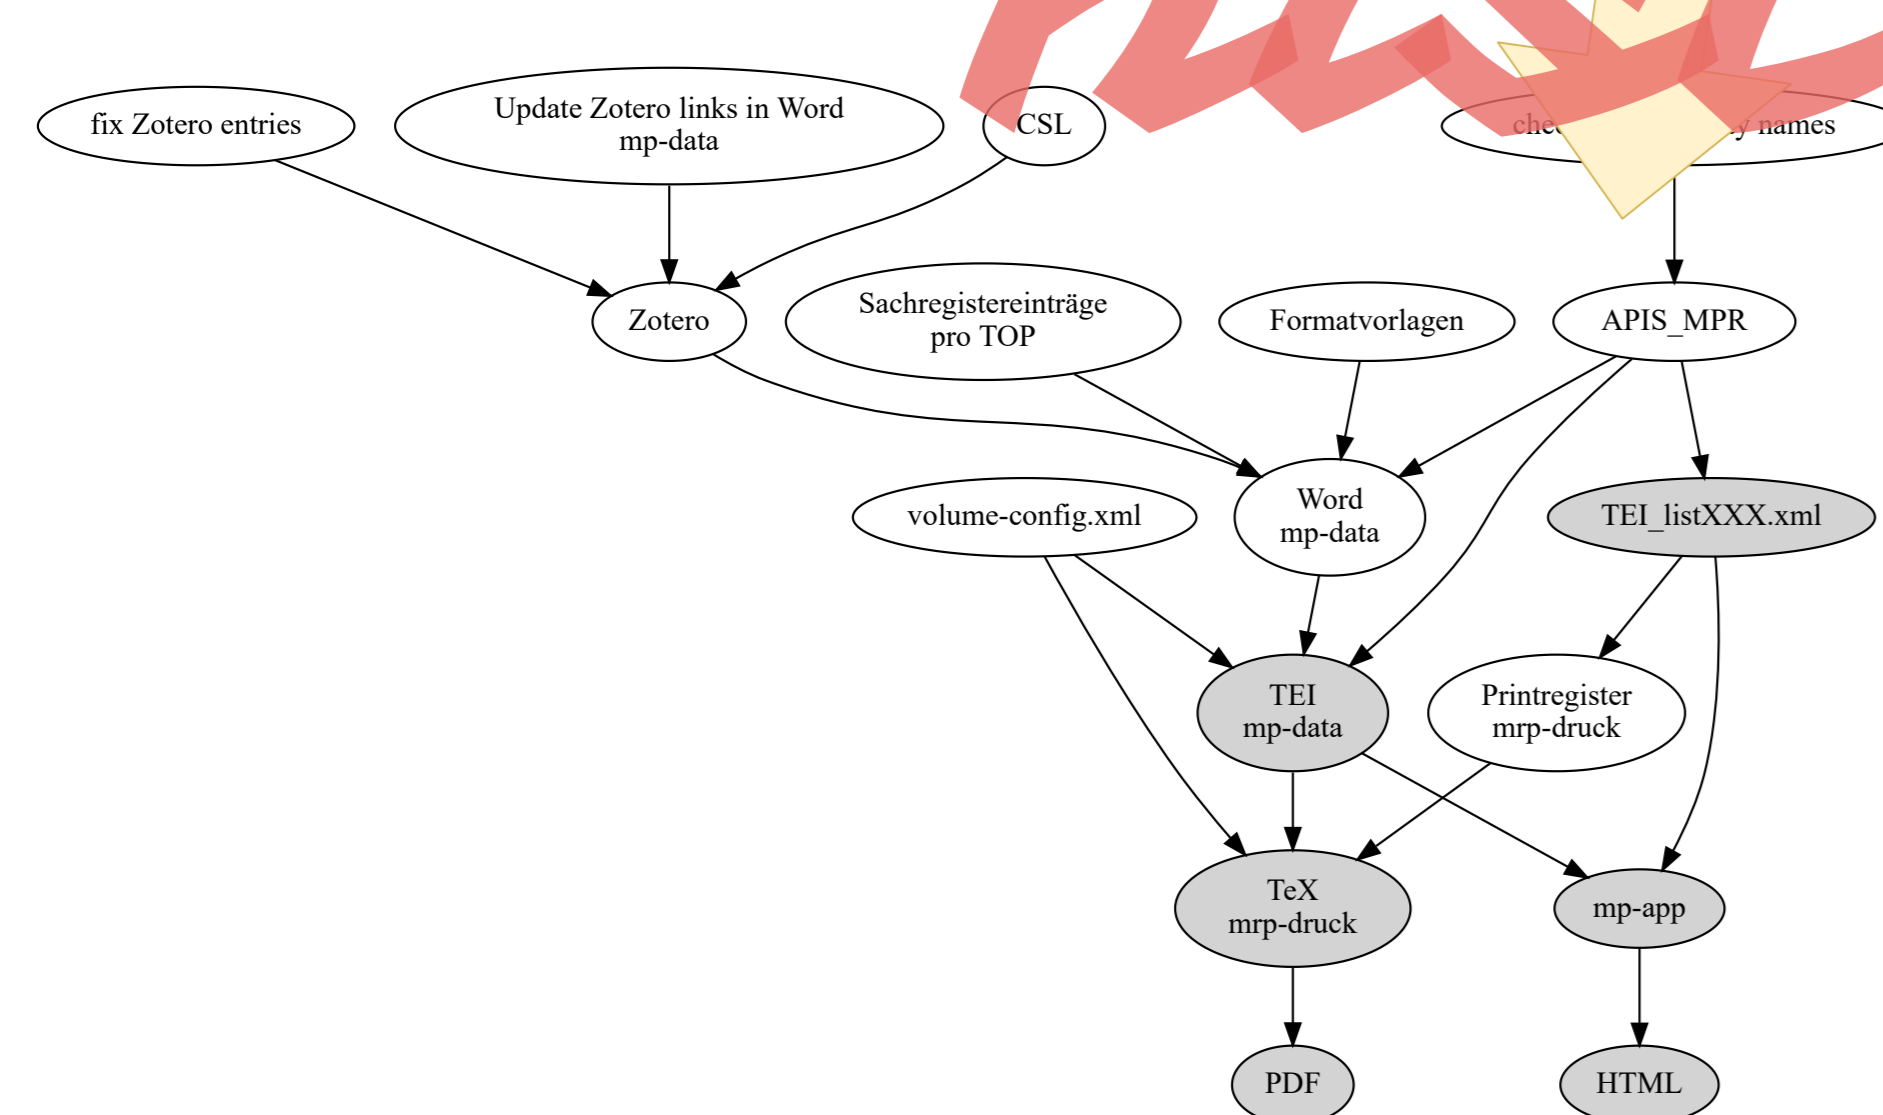 fix Zotero entries
Update Zotero links in Word
mp-data
CSL
names
Zotero
Sachregistereinträge
pro TOP
Formatvorlagen
APIS_MPR
volume-config.xml
Word
mp-data
TEI_listXXX.xml
TEI
mp-data
Printregister
mrp-druck
TeX
mrp-druck
mp-app
PDF
HTML